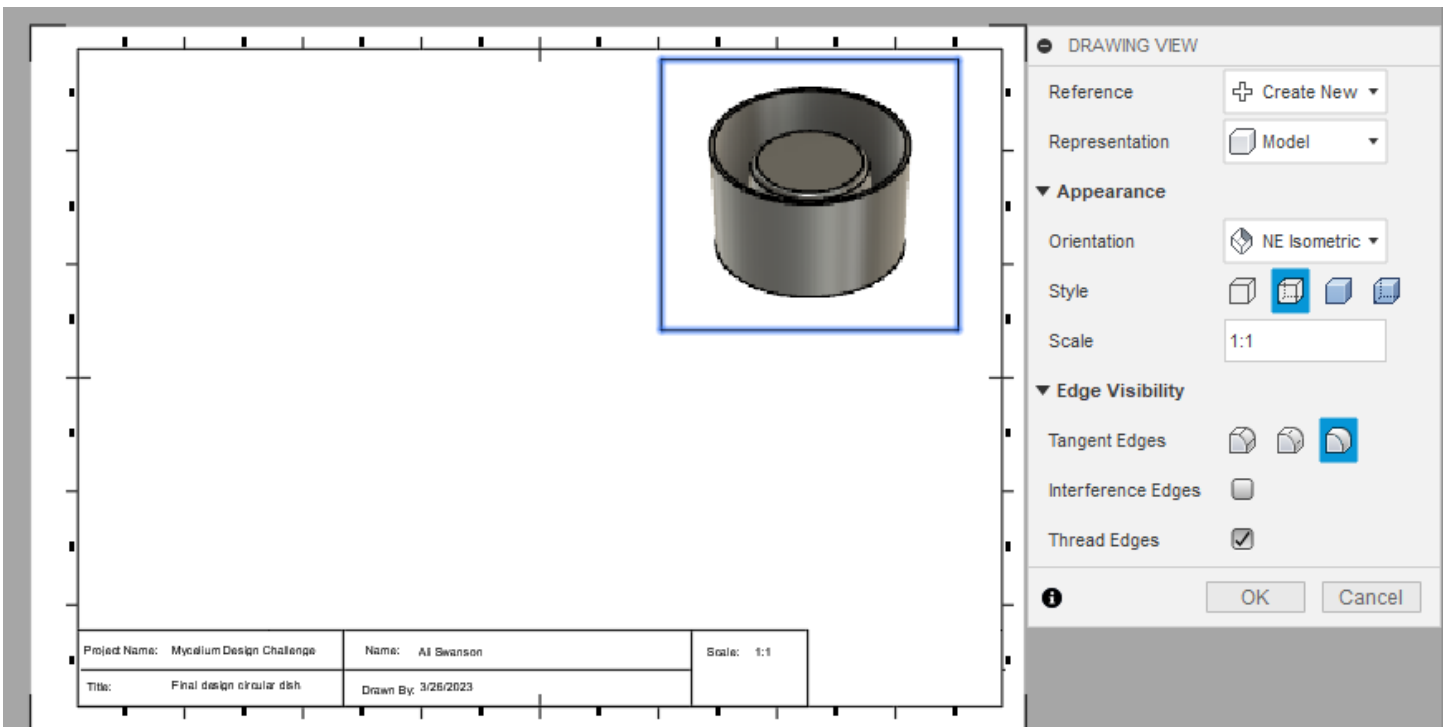 DRAWING VIEW
Reference Create New
Representation Model
Appearance
Orientation NE Isometric
Style
Scale 1:1
Edge Visibility
Tangent Edges
Interference Edges
Thread Edges
OK Cancel
Project Name: Mycelium Design Challenge Name: Ali Swanson Scale: 1:1
Title: Final design circular dish Drawn By: 3/26/2023